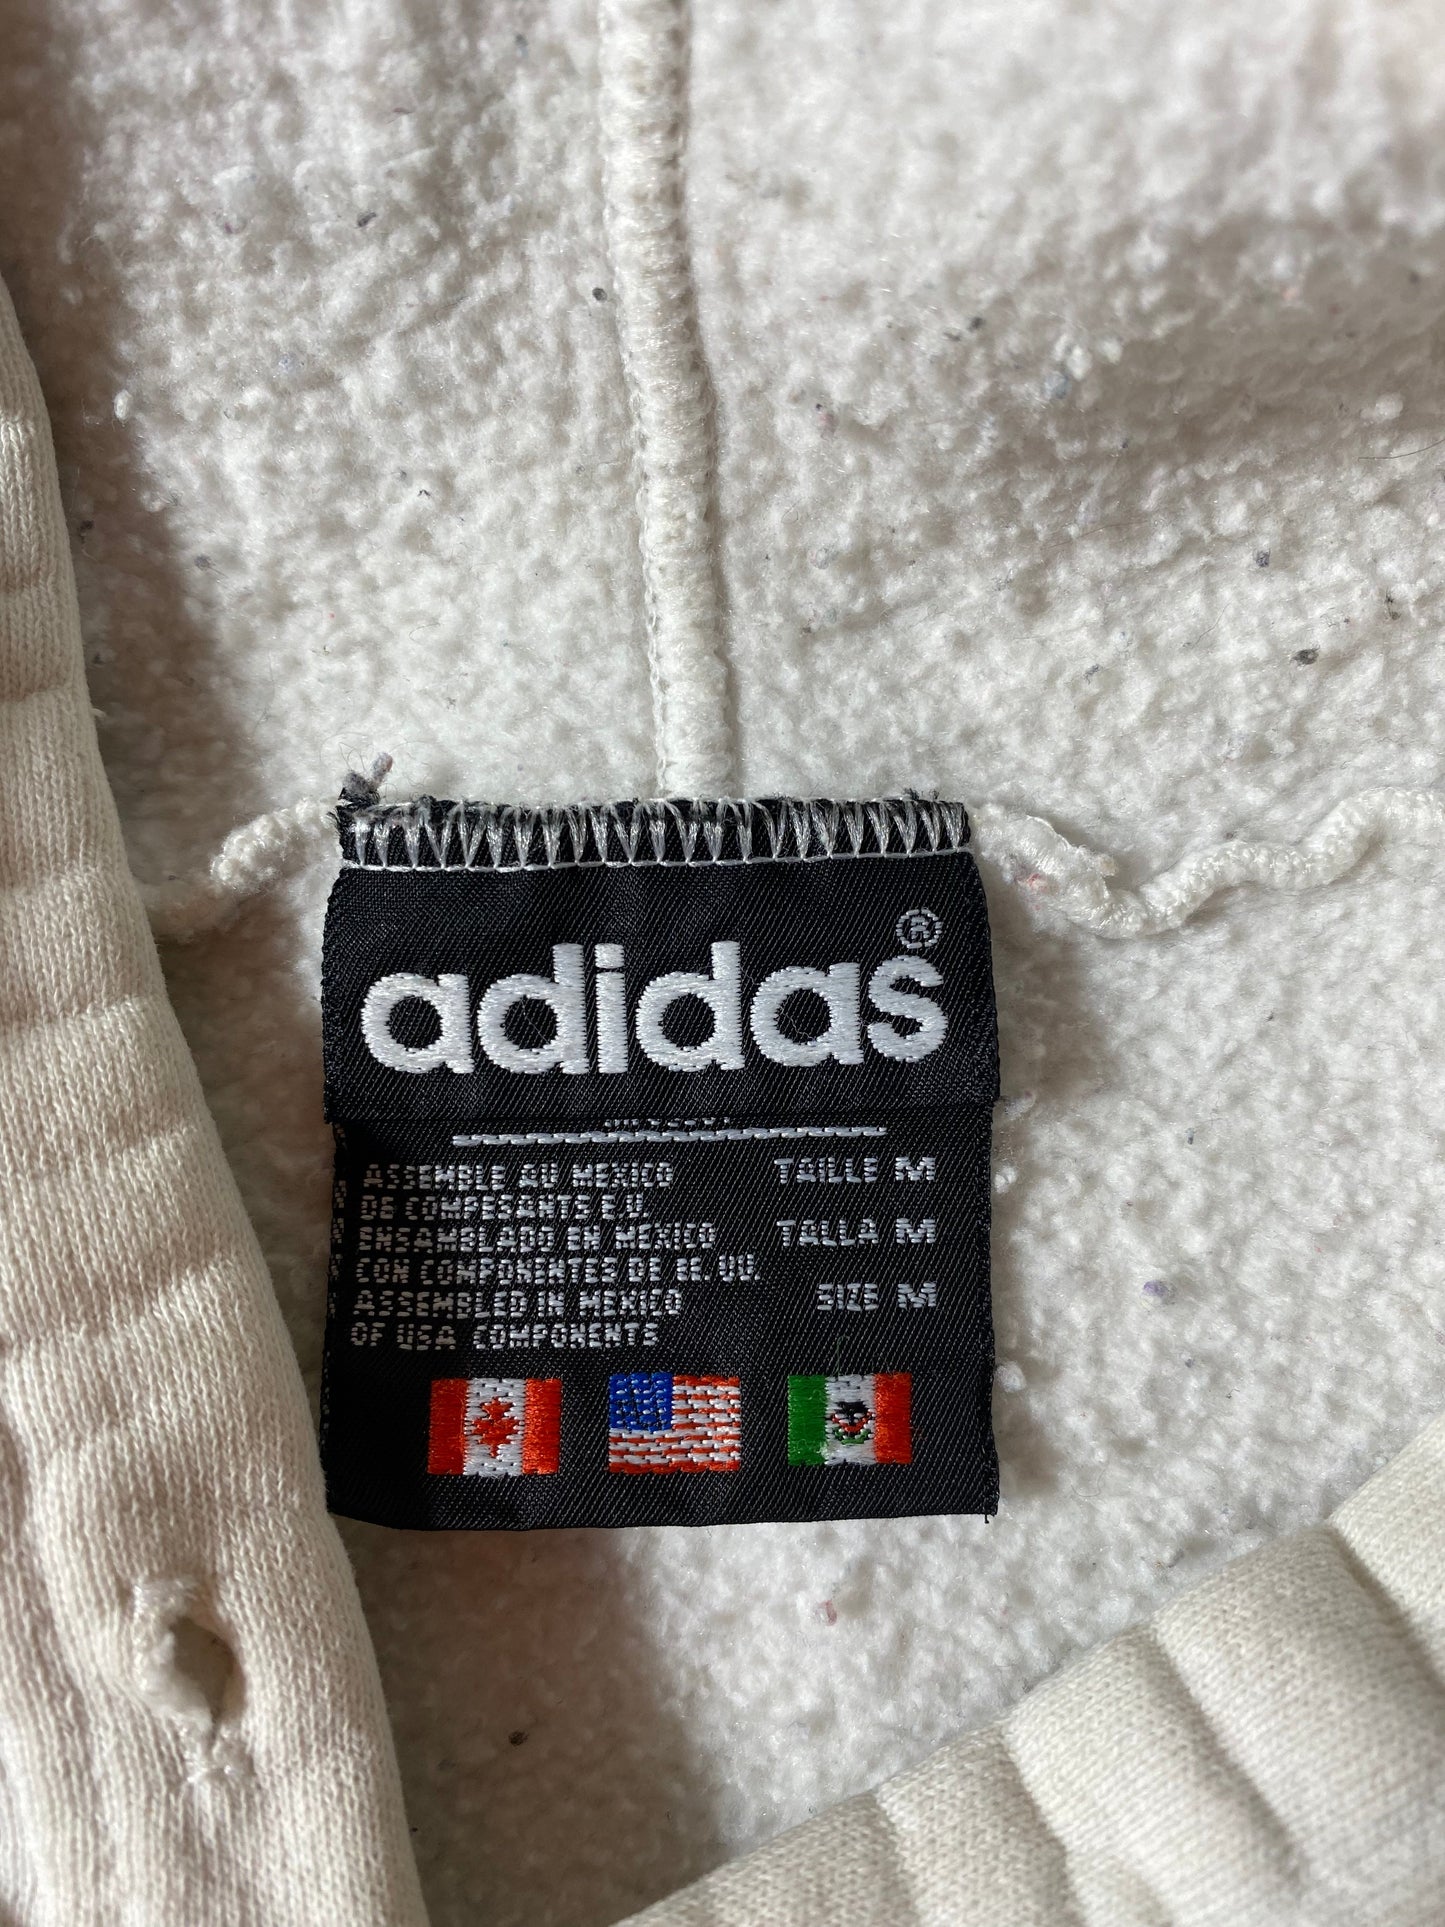 adidas®
ASSEMBLE AU MEXICO
DE COMPESANTS E.U.
ENSAMBLADO EN MEXICO
CON COMPONENTES DE EE. UU.
ASSEMBLED IN MEXICO
OF USA COMPONENTS
TAILLE M
TALLA M
SIZE M